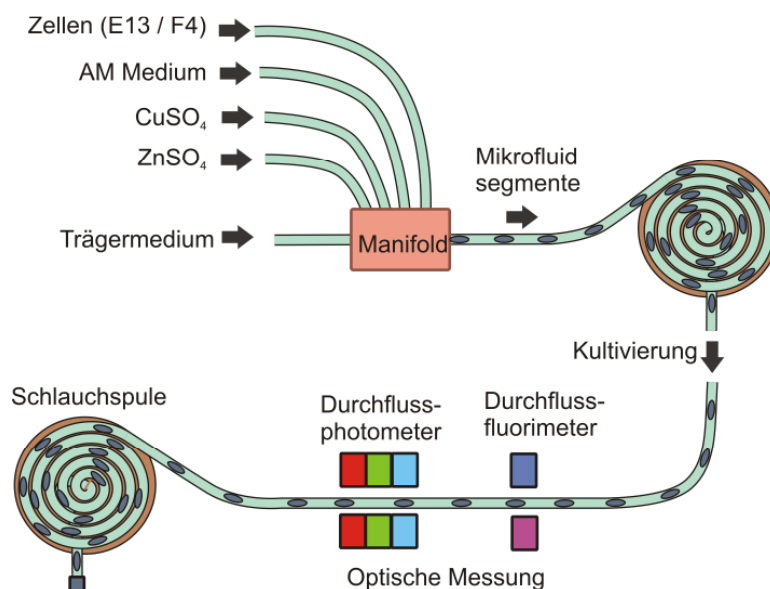 Zellen (E13 / F4)
AM Medium
CuSO₄
ZnSO₄
Trägermedium
Manifold
Mikrofluid
segmente
Kultivierung
Schlauchspule
Durchfluss-
photometer
Durchfluss-
fluorimeter
Optische Messung